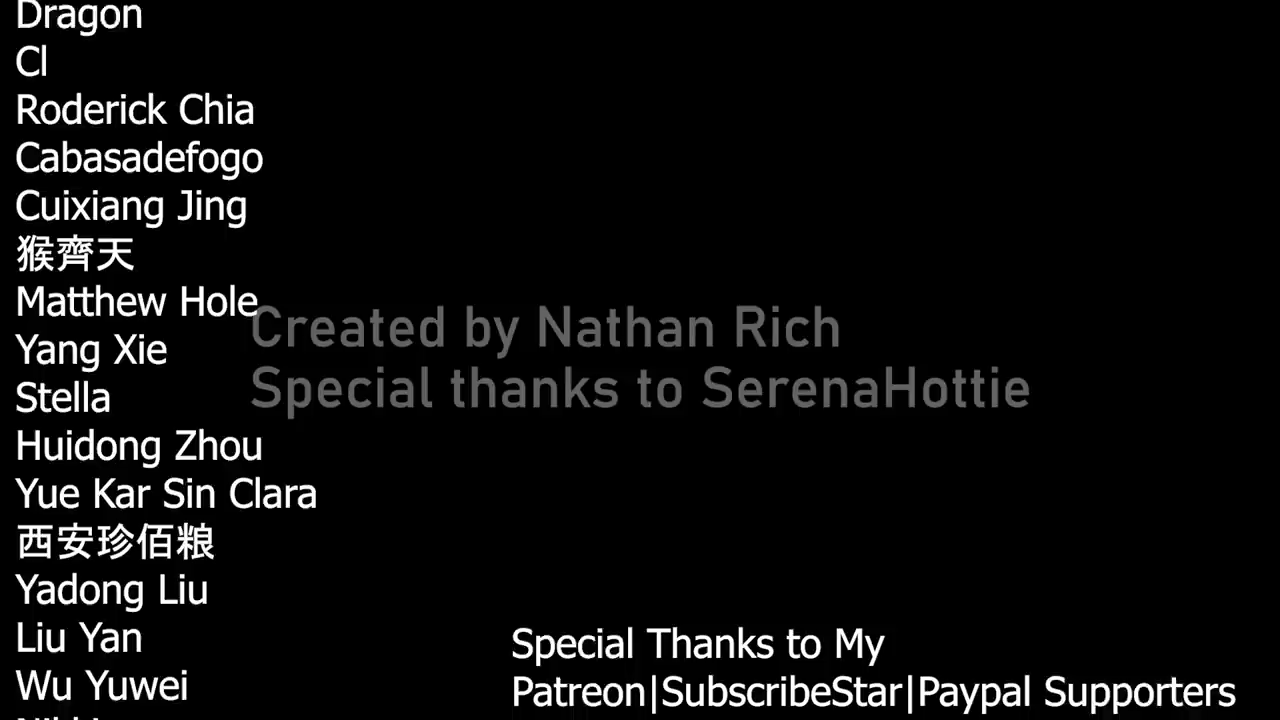 Dragon
Cl
Roderick Chia
Cabasadefogo
Cuixiang Jing
猴齊天
Matthew Hole
Yang Xie
Stella
Huidong Zhou
Yue Kar Sin Clara
西安珍佰粮
Yadong Liu
Liu Yan
Wu Yuwei
Created by Nathan Rich
Special thanks to SerenaHottie
Special Thanks to My
Patreon|SubscribeStar|Paypal Supporters